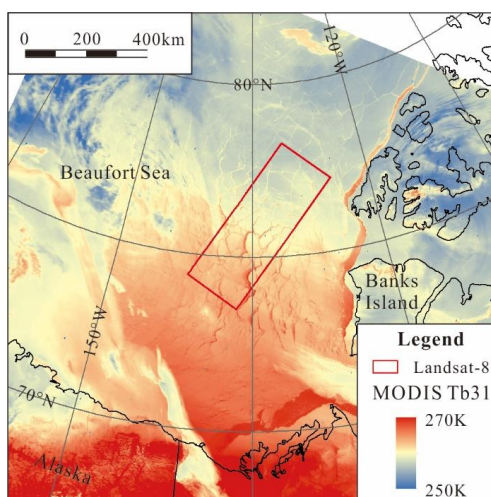 0 200 400km
120°W
80°N
Beaufort Sea
Banks
Island
150°W
70°N
Alaska
Legend
Landsat-8
MODIS Tb31
270K
250K